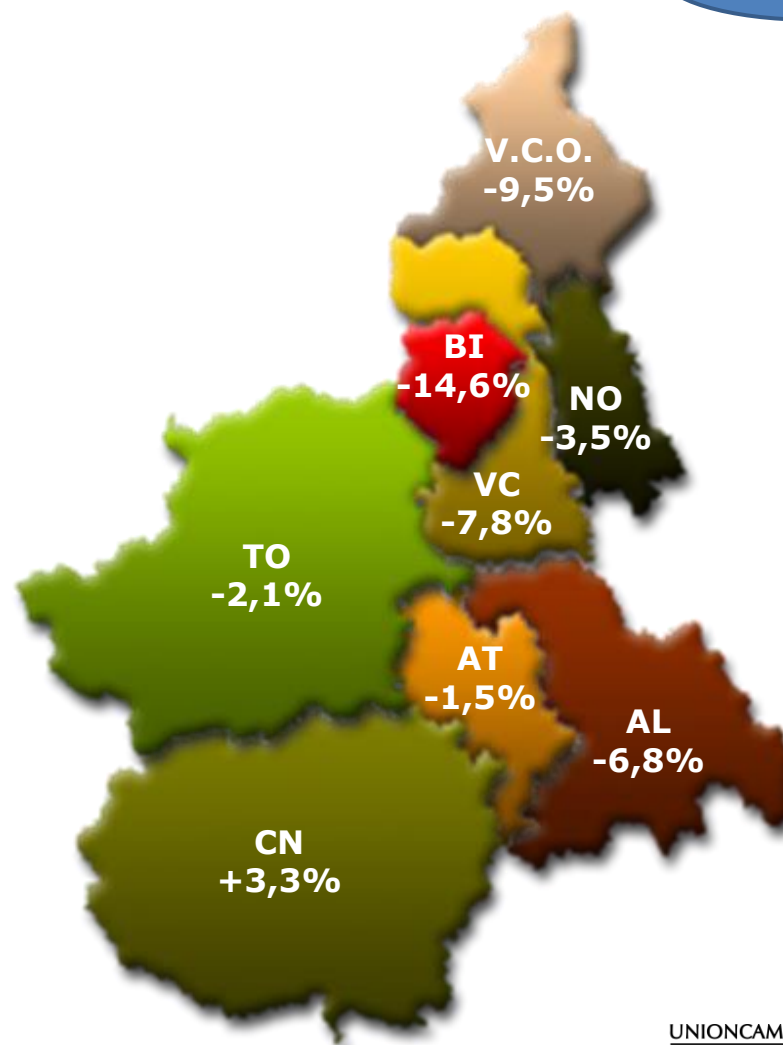 V.C.O.
-9,5%
BI
-14,6%
NO
-3,5%
VC
-7,8%
TO
-2,1%
AT
-1,5%
AL
-6,8%
CN
+3,3%
UNIONCAM